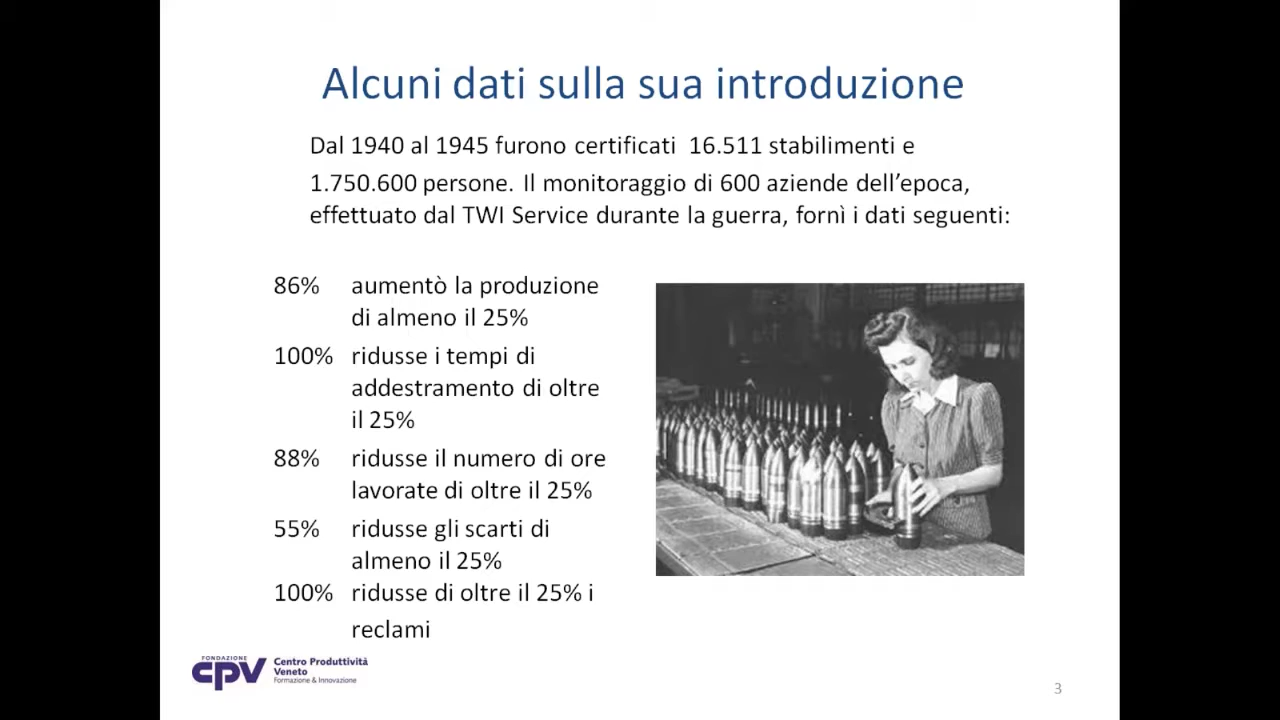 Alcuni dati sulla sua introduzione
Dal 1940 al 1945 furono certificati 16.511 stabilimenti e
1.750.600 persone. Il monitoraggio di 600 aziende dell’epoca,
effettuato dal TWI Service durante la guerra, fornì i dati seguenti:
86% aumentò la produzione
di almeno il 25%
100% ridusse i tempi di
addestramento di oltre
il 25%
88% ridusse il numero di ore
lavorate di oltre il 25%
55% ridusse gli scarti di
almeno il 25%
100% ridusse di oltre il 25% i
reclami
FONDAZIONE
cpv
Centro Produttività
Veneto
Formazione & Innovazione
3